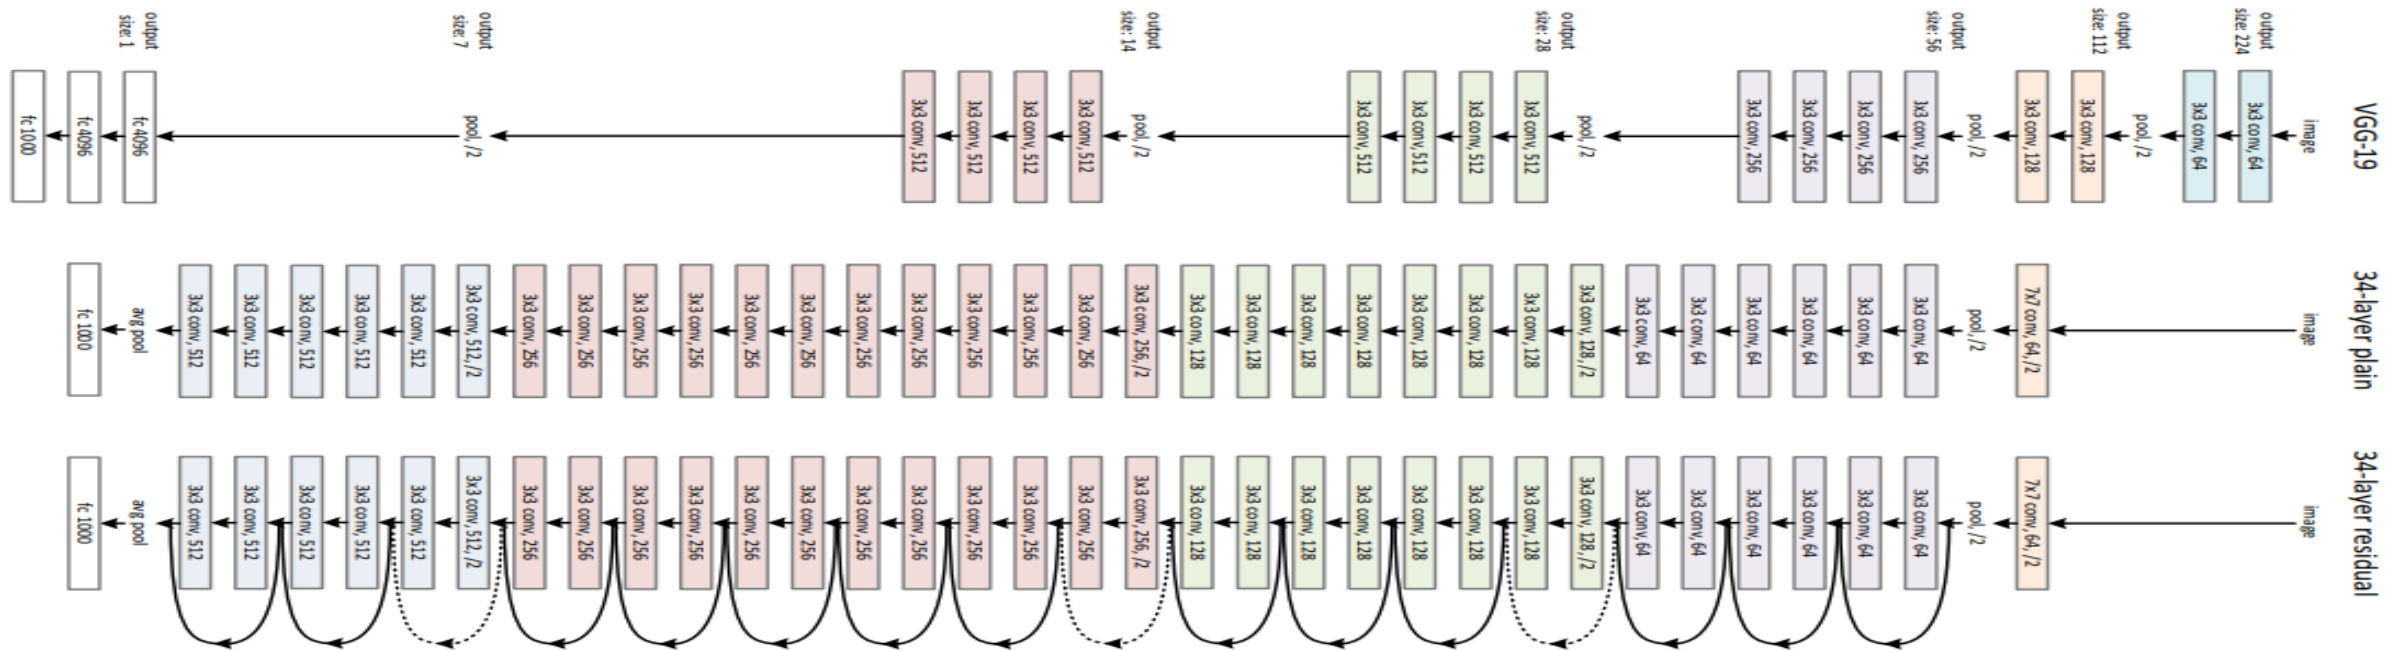 VGG-19
image
output
size: 224
3x3 conv, 64
3x3 conv, 64
pool, /2
output
size: 112
3x3 conv, 128
3x3 conv, 128
pool, /2
output
size: 56
3x3 conv, 256
3x3 conv, 256
3x3 conv, 256
3x3 conv, 256
pool, /2
output
size: 28
3x3 conv, 512
3x3 conv, 512
3x3 conv, 512
3x3 conv, 512
pool, /2
output
size: 14
3x3 conv, 512
3x3 conv, 512
3x3 conv, 512
3x3 conv, 512
pool, /2
output
size: 7
output
size: 1
fc 4096
fc 4096
fc 1000
34-layer plain
image
7x7 conv, 64, /2
pool, /2
3x3 conv, 64
3x3 conv, 64
3x3 conv, 64
3x3 conv, 64
3x3 conv, 64
3x3 conv, 64
3x3 conv, 128, /2
3x3 conv, 128
3x3 conv, 128
3x3 conv, 128
3x3 conv, 128
3x3 conv, 128
3x3 conv, 128
3x3 conv, 128
3x3 conv, 256, /2
3x3 conv, 256
3x3 conv, 256
3x3 conv, 256
3x3 conv, 256
3x3 conv, 256
3x3 conv, 256
3x3 conv, 256
3x3 conv, 256
3x3 conv, 256
3x3 conv, 256
3x3 conv, 256
3x3 conv, 512, /2
3x3 conv, 512
3x3 conv, 512
3x3 conv, 512
3x3 conv, 512
3x3 conv, 512
avg pool
fc 1000
34-layer residual
image
7x7 conv, 64, /2
pool, /2
3x3 conv, 64
3x3 conv, 64
3x3 conv, 64
3x3 conv, 64
3x3 conv, 64
3x3 conv, 64
3x3 conv, 128, /2
3x3 conv, 128
3x3 conv, 128
3x3 conv, 128
3x3 conv, 128
3x3 conv, 128
3x3 conv, 128
3x3 conv, 128
3x3 conv, 256, /2
3x3 conv, 256
3x3 conv, 256
3x3 conv, 256
3x3 conv, 256
3x3 conv, 256
3x3 conv, 256
3x3 conv, 256
3x3 conv, 256
3x3 conv, 256
3x3 conv, 256
3x3 conv, 256
3x3 conv, 512, /2
3x3 conv, 512
3x3 conv, 512
3x3 conv, 512
3x3 conv, 512
3x3 conv, 512
avg pool
fc 1000